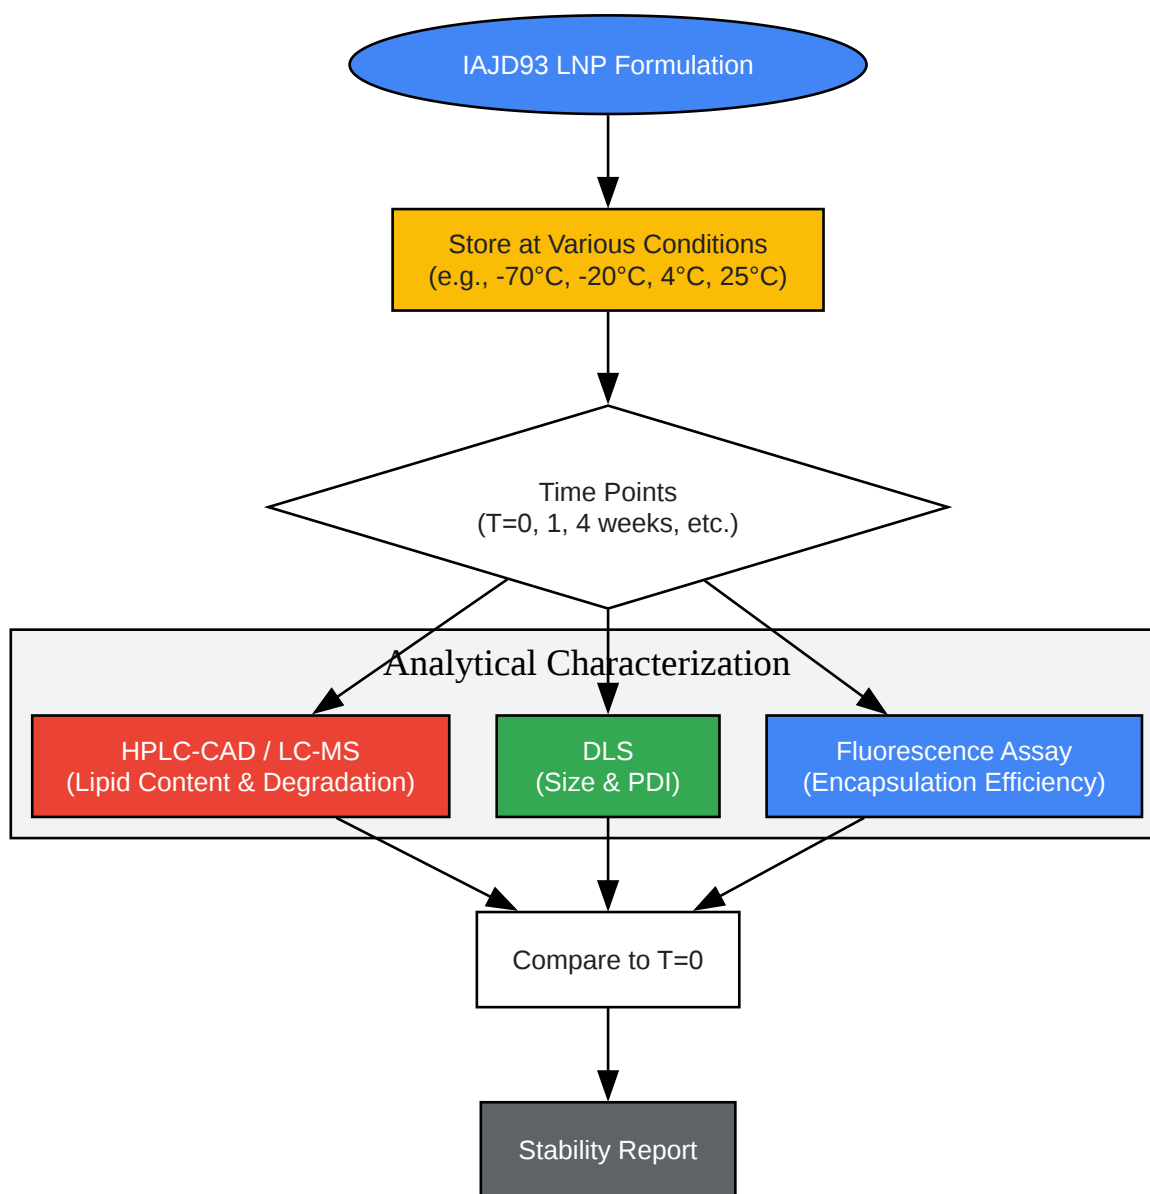 IAJD93 LNP Formulation
Store at Various Conditions
(e.g., -70°C, -20°C, 4°C, 25°C)
Time Points
(T=0, 1, 4 weeks, etc.)
Analytical Characterization
HPLC-CAD / LC-MS
(Lipid Content & Degradation)
DLS
(Size & PDI)
Fluorescence Assay
(Encapsulation Efficiency)
Compare to T=0
Stability Report